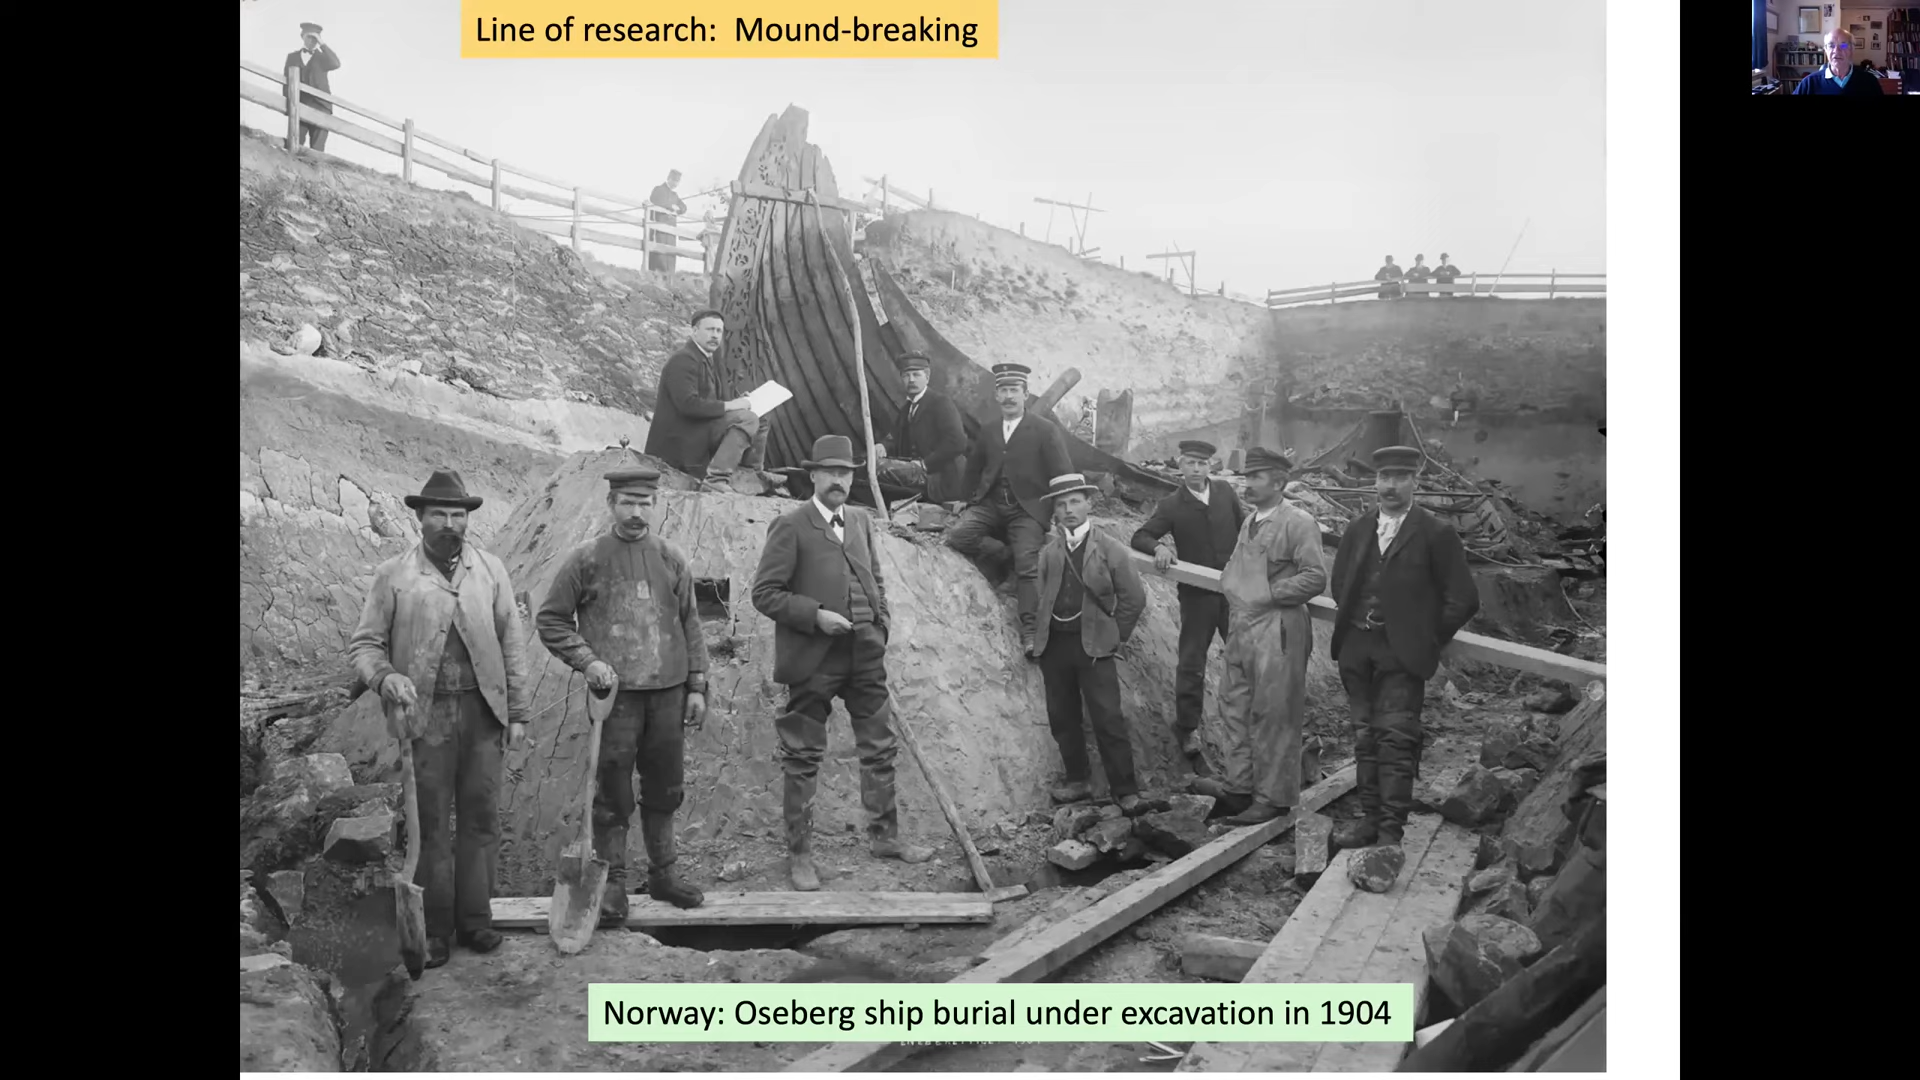 Line of research:  Mound-breaking
Norway: Oseberg ship burial under excavation in 1904